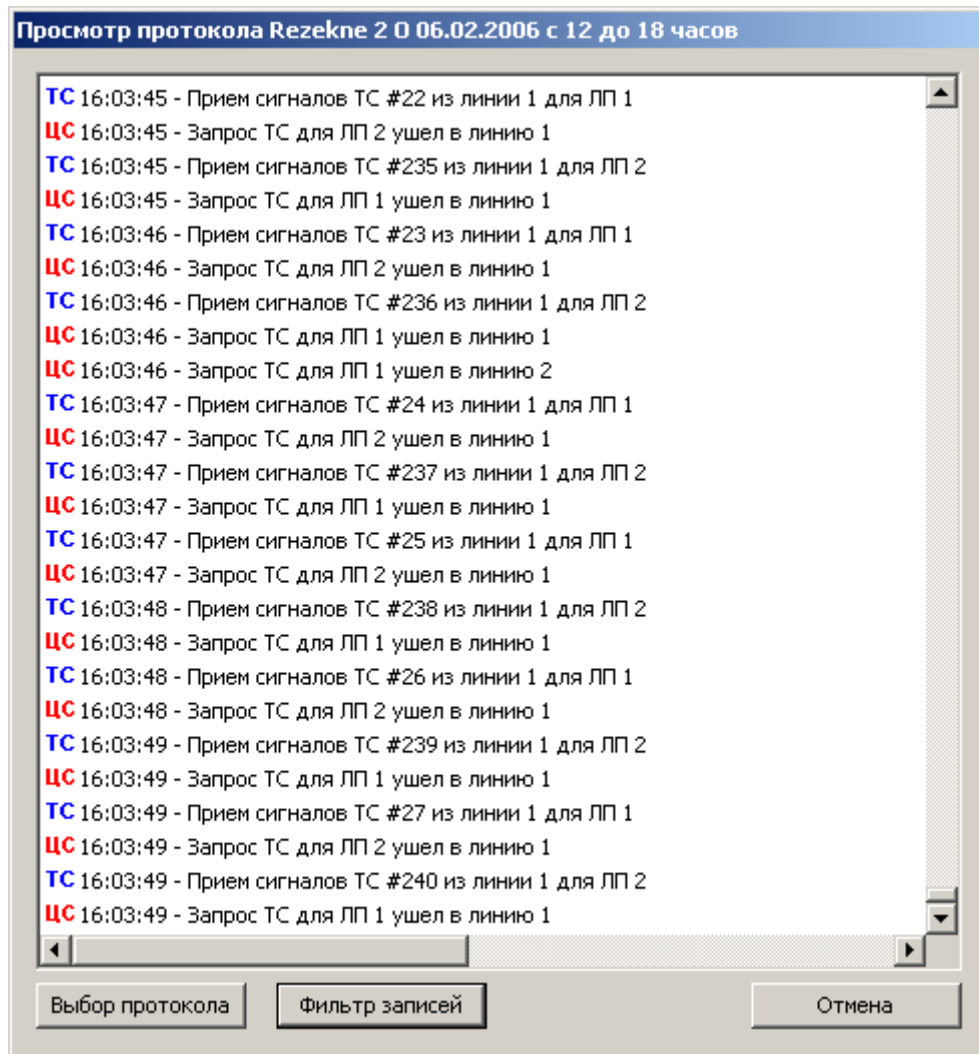 Просмотр протокола Rezekne 2 0 06.02.2006 с 12 до 18 часов
ТС 16:03:45 - Прием сигналов ТС #22 из линии 1 для ЛП 1
ЦС 16:03:45 - Запрос ТС для ЛП 2 ушел в линию 1
ТС 16:03:45 - Прием сигналов ТС #235 из линии 1 для ЛП 2
ЦС 16:03:45 - Запрос ТС для ЛП 1 ушел в линию 1
ТС 16:03:46 - Прием сигналов ТС #23 из линии 1 для ЛП 1
ЦС 16:03:46 - Запрос ТС для ЛП 2 ушел в линию 1
ТС 16:03:46 - Прием сигналов ТС #236 из линии 1 для ЛП 2
ЦС 16:03:46 - Запрос ТС для ЛП 1 ушел в линию 1
ЦС 16:03:46 - Запрос ТС для ЛП 1 ушел в линию 2
ТС 16:03:47 - Прием сигналов ТС #24 из линии 1 для ЛП 1
ЦС 16:03:47 - Запрос ТС для ЛП 2 ушел в линию 1
ТС 16:03:47 - Прием сигналов ТС #237 из линии 1 для ЛП 2
ЦС 16:03:47 - Запрос ТС для ЛП 1 ушел в линию 1
ТС 16:03:47 - Прием сигналов ТС #25 из линии 1 для ЛП 1
ЦС 16:03:47 - Запрос ТС для ЛП 2 ушел в линию 1
ТС 16:03:48 - Прием сигналов ТС #238 из линии 1 для ЛП 2
ЦС 16:03:48 - Запрос ТС для ЛП 1 ушел в линию 1
ТС 16:03:48 - Прием сигналов ТС #26 из линии 1 для ЛП 1
ЦС 16:03:48 - Запрос ТС для ЛП 2 ушел в линию 1
ТС 16:03:49 - Прием сигналов ТС #239 из линии 1 для ЛП 2
ЦС 16:03:49 - Запрос ТС для ЛП 1 ушел в линию 1
ТС 16:03:49 - Прием сигналов ТС #27 из линии 1 для ЛП 1
ЦС 16:03:49 - Запрос ТС для ЛП 2 ушел в линию 1
ТС 16:03:49 - Прием сигналов ТС #240 из линии 1 для ЛП 2
ЦС 16:03:49 - Запрос ТС для ЛП 1 ушел в линию 1
Выбор протокола
Фильтр записей
Отмена